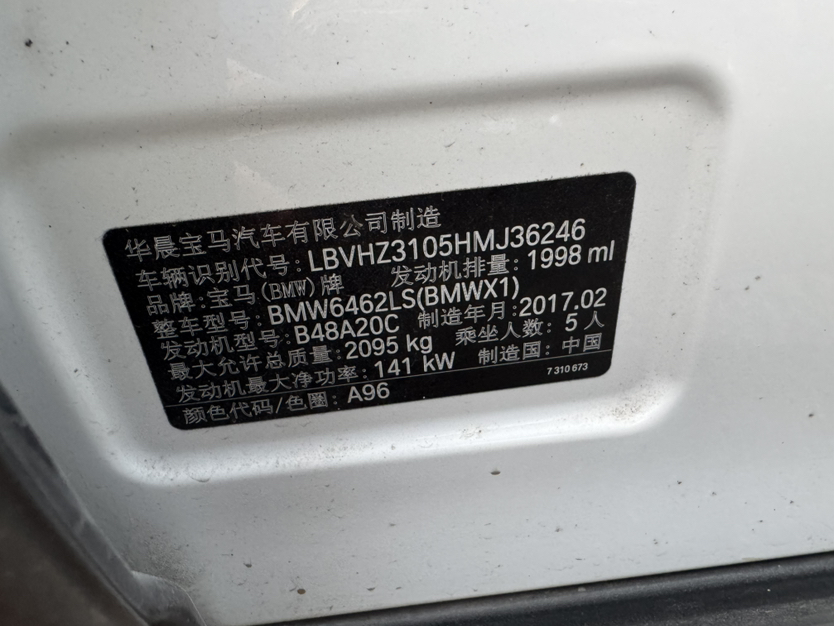 华晨宝马汽车有限公司制造
车辆识别代号: LBVHZ3105HMJ36246
品牌: 宝马(BMW)牌 发动机排量: 1998 ml
整车型号: BMW6462LS(BMWX1)
发动机型号: B48A20C 制造年月: 2017.02
最大允许总质量: 2095 kg 乘坐人数: 5 人
发动机最大净功率: 141 kW 制造国: 中国
颜色代码/色圈: A96 7 310 673